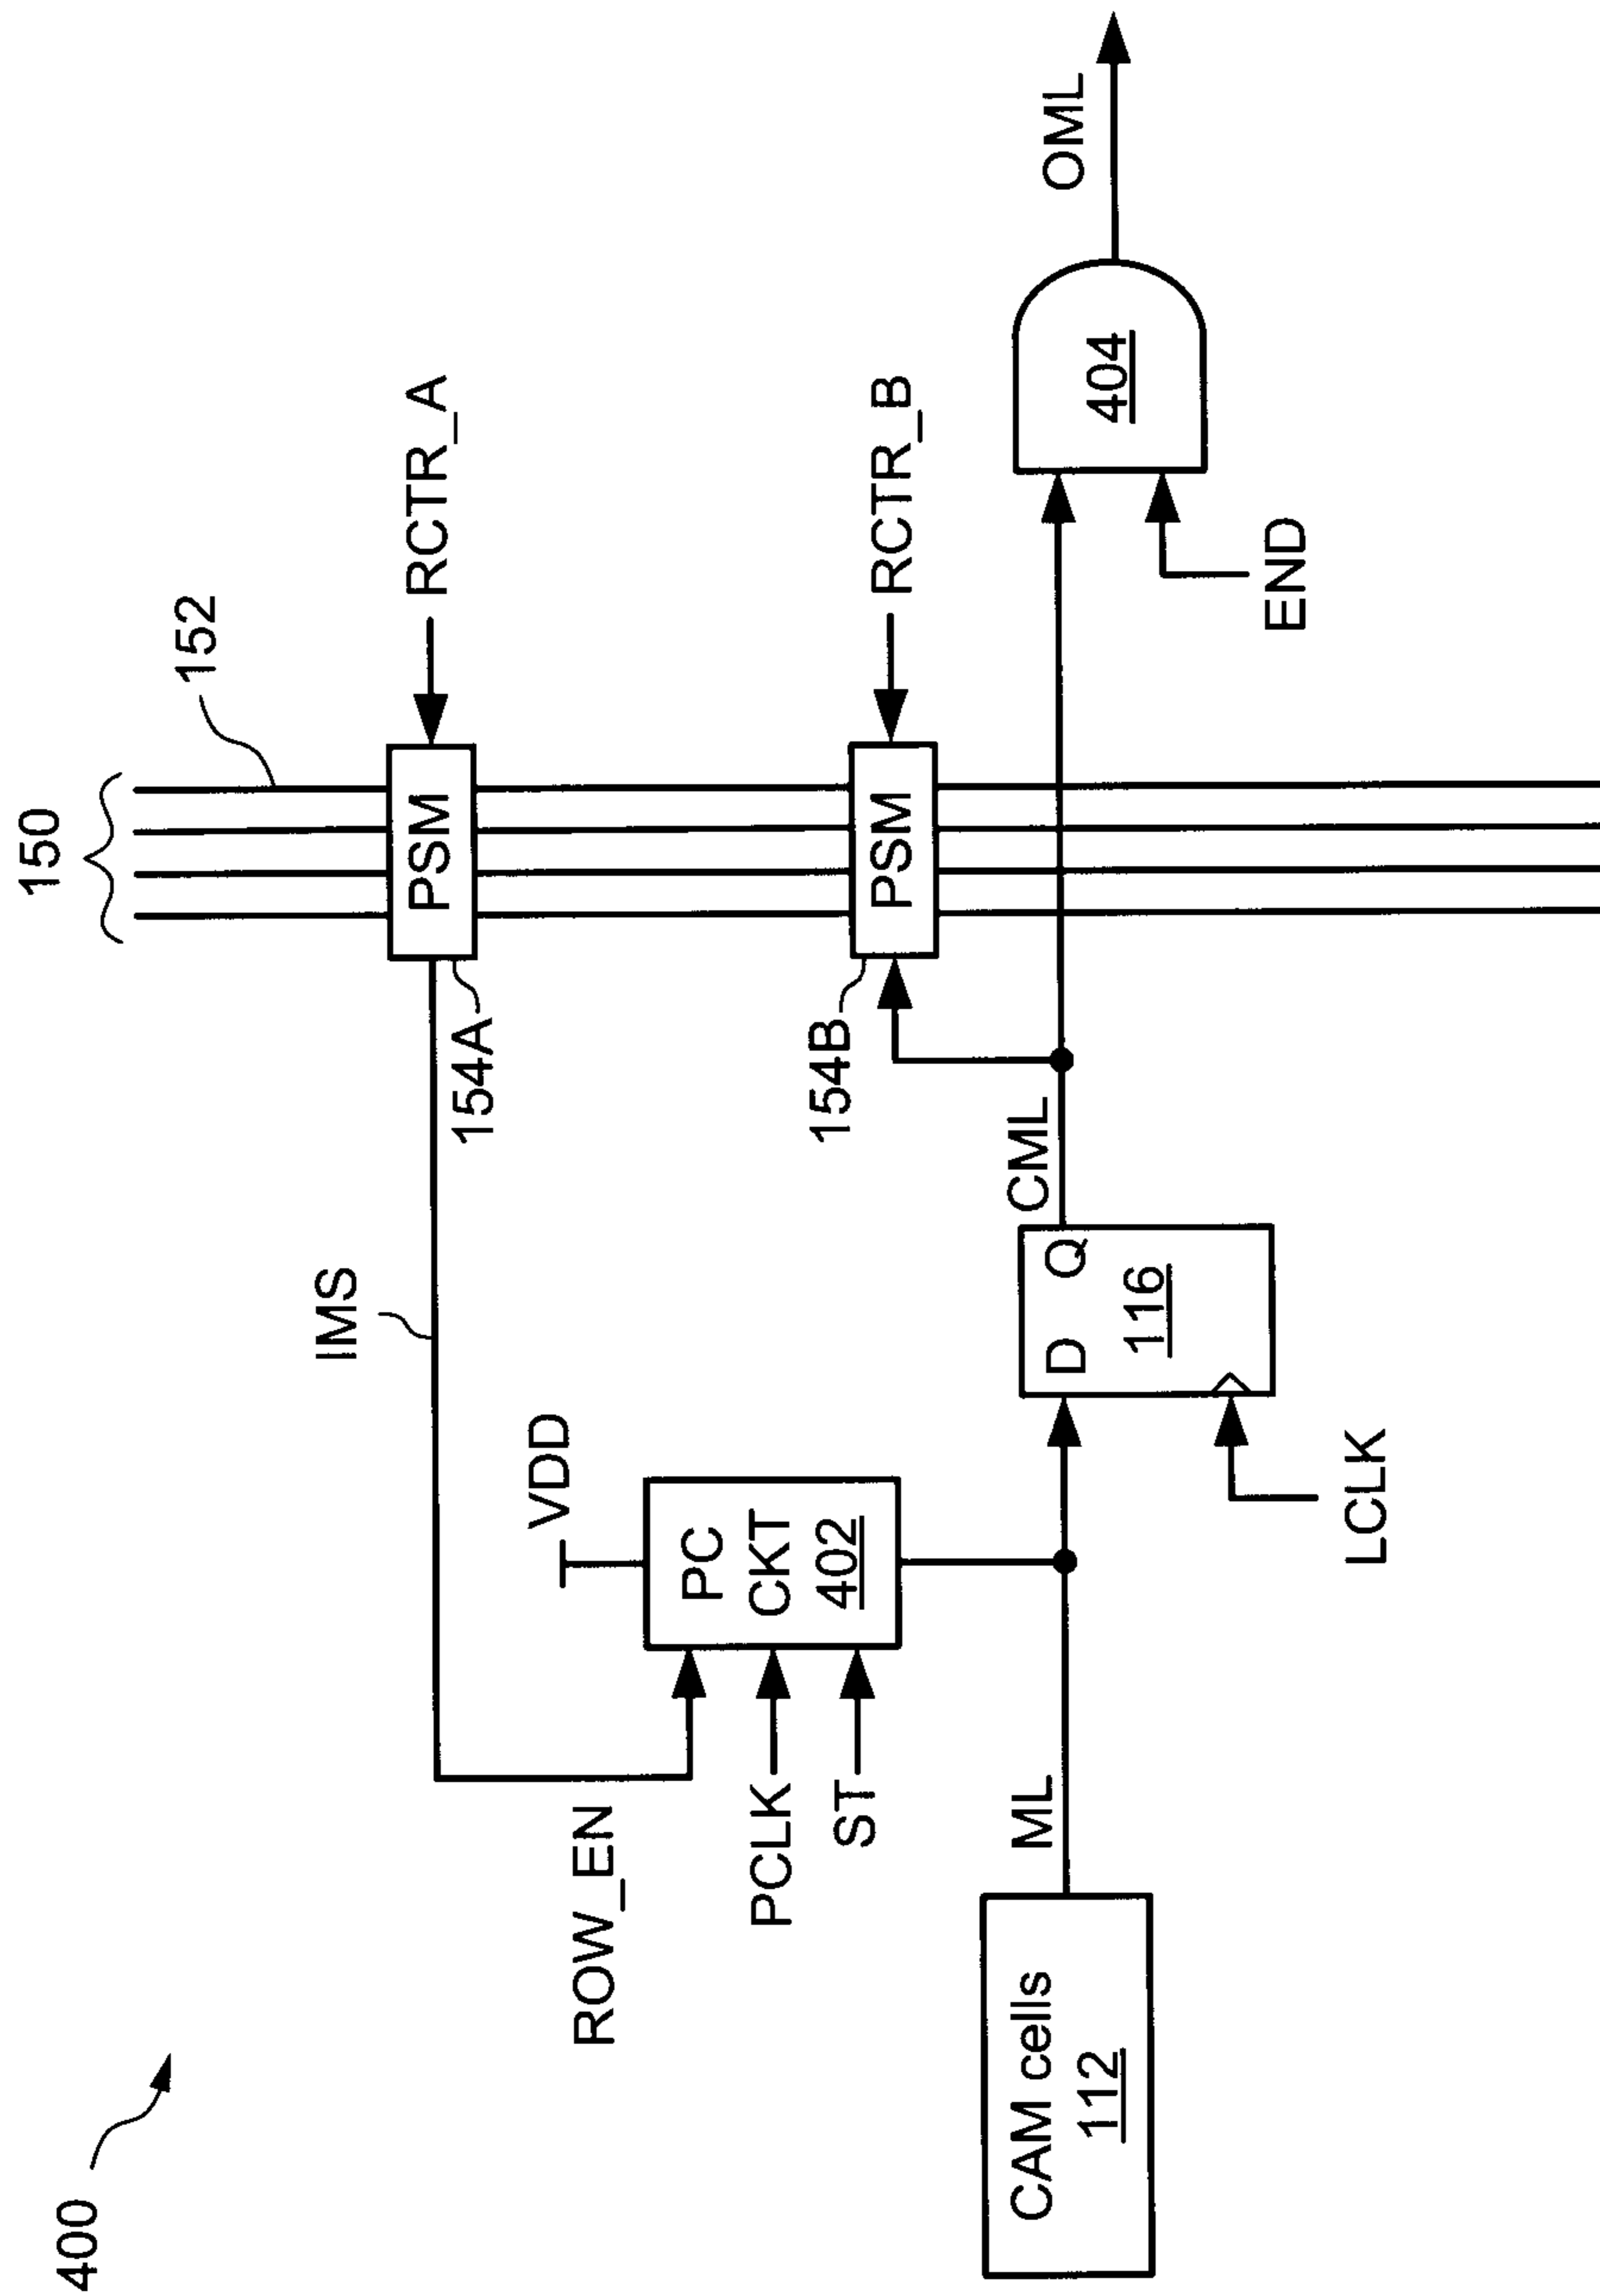 400
150
152
RCTR_A
PSM
154A
IMS
VDD
ROW_EN
PC
CKT
402
PCLK
ST
154B
PSM
RCTR_B
CAM cells
112
ML
D Q
116
LCLK
CML
404
END
OML